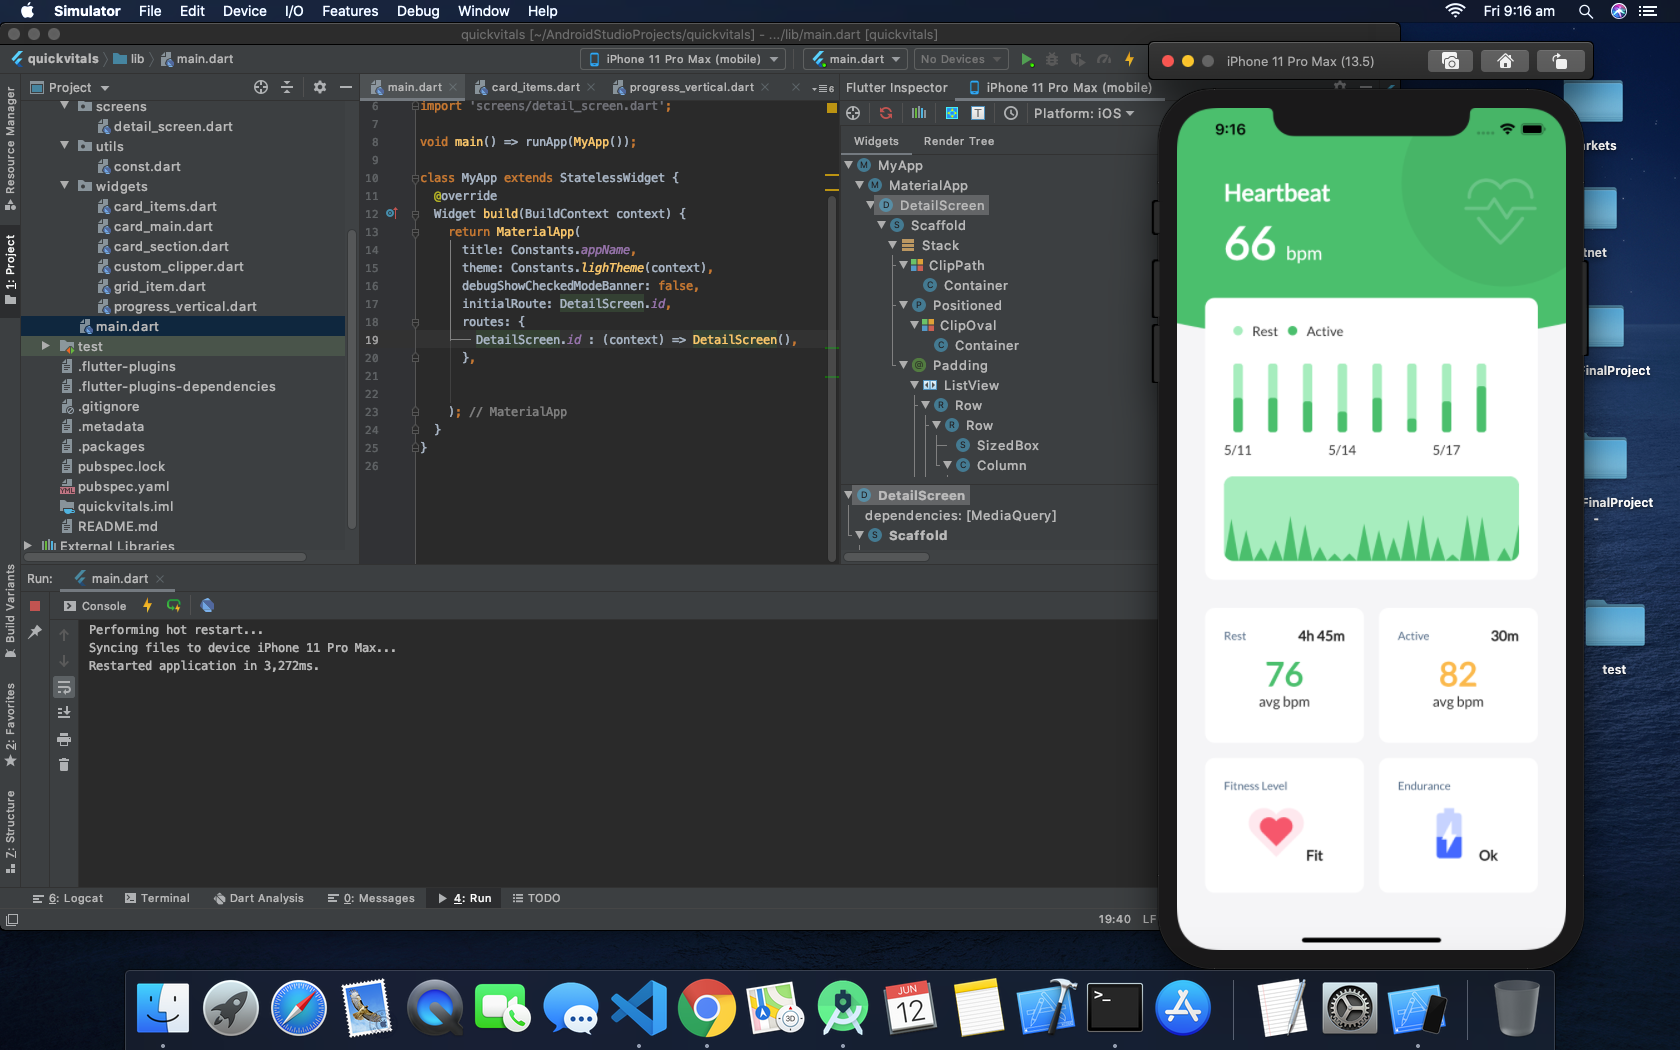 Simulator File Edit Device I/O Features Debug Window Help Fri 9:16 am
quickvitals [~/AndroidStudioProjects/quickvitals] - .../lib/main.dart [quickvitals]
quickvitals lib main.dart iPhone 11 Pro Max (mobile) main.dart No Devices
Project
screens
detail_screen.dart
utils
const.dart
widgets
card_items.dart
card_main.dart
card_section.dart
custom_clipper.dart
grid_item.dart
progress_vertical.dart
main.dart
test
.flutter-plugins
.flutter-plugins-dependencies
.gitignore
.metadata
.packages
pubspec.lock
pubspec.yaml
quickvitals.iml
README.md
External Libraries
Resource Manager
1: Project
Build Variants
2: Favorites
Z: Structure
main.dart card_items.dart progress_vertical.dart
6 import 'screens/detail_screen.dart';
7
8 void main() => runApp(MyApp());
9
10 class MyApp extends StatelessWidget {
11 @override
12 Widget build(BuildContext context) {
13 return MaterialApp(
14 title: Constants.appName,
15 theme: Constants.lighTheme(context),
16 debugShowCheckedModeBanner: false,
17 initialRoute: DetailScreen.id,
18 routes: {
19 DetailScreen.id : (context) => DetailScreen(),
20 },
21
22
23 ); // MaterialApp
24 }
25 }
26
Flutter Inspector iPhone 11 Pro Max (mobile)
Platform: iOS
Widgets Render Tree
MyApp
MaterialApp
DetailScreen
Scaffold
Stack
ClipPath
Container
Positioned
ClipOval
Container
Padding
ListView
Row
Row
SizedBox
Column
DetailScreen
dependencies: [MediaQuery]
Scaffold
Run: main.dart
Console
Performing hot restart...
Syncing files to device iPhone 11 Pro Max...
Restarted application in 3,272ms.
6: Logcat Terminal Dart Analysis 0: Messages 4: Run TODO
19:40 LF
iPhone 11 Pro Max (13.5)
9:16
Heartbeat
66 bpm
Rest Active
5/11 5/14 5/17
Rest 4h 45m
76
avg bpm
Active 30m
82
avg bpm
Fitness Level
Fit
Endurance
Ok
rkets
tnet
inalProject
FinalProject
-
test
JUN
12
3D
>_